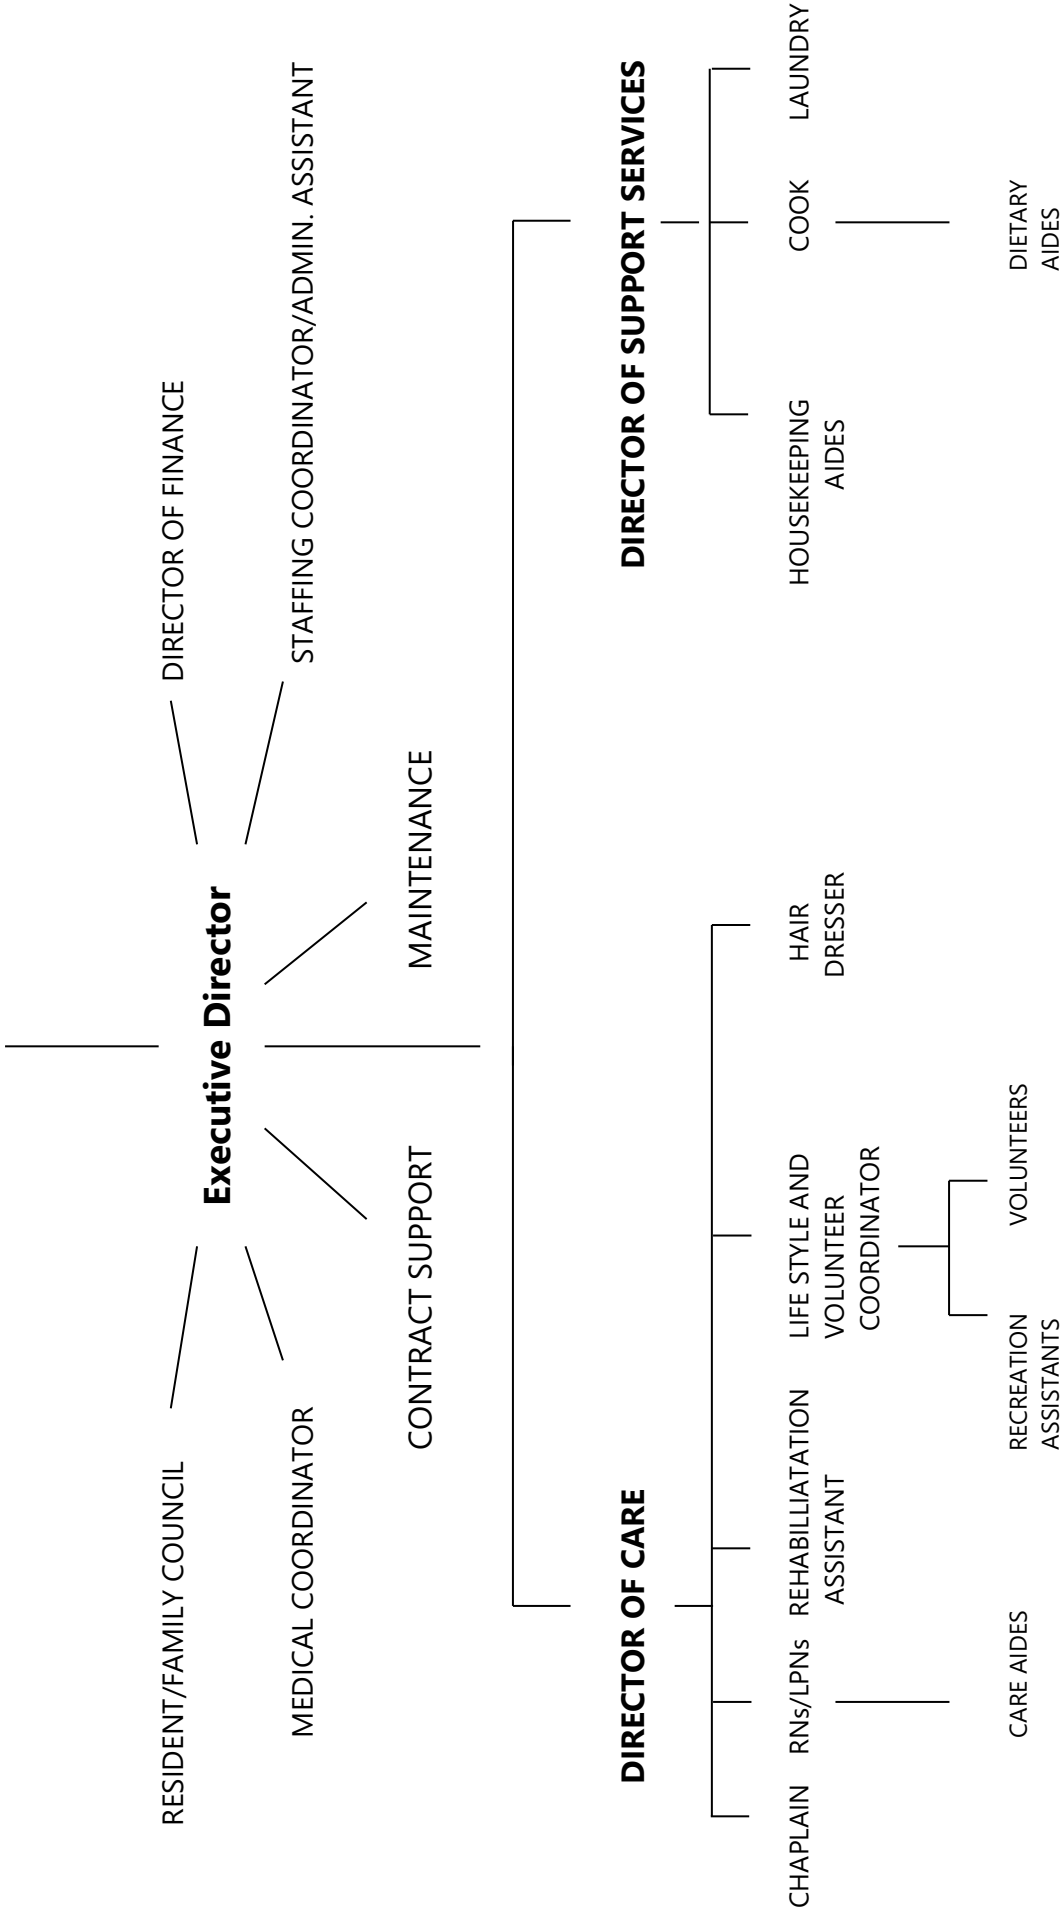 RESIDENT/FAMILY COUNCIL
DIRECTOR OF FINANCE
Executive Director
MEDICAL COORDINATOR
STAFFING COORDINATOR/ADMIN. ASSISTANT
CONTRACT SUPPORT
MAINTENANCE
DIRECTOR OF CARE
DIRECTOR OF SUPPORT SERVICES
CHAPLAIN
RNs/LPNs
REHABILLIATATION
ASSISTANT
LIFE STYLE AND
VOLUNTEER
COORDINATOR
HAIR
DRESSER
HOUSEKEEPING
AIDES
COOK
LAUNDRY
CARE AIDES
RECREATION
ASSISTANTS
VOLUNTEERS
DIETARY
AIDES